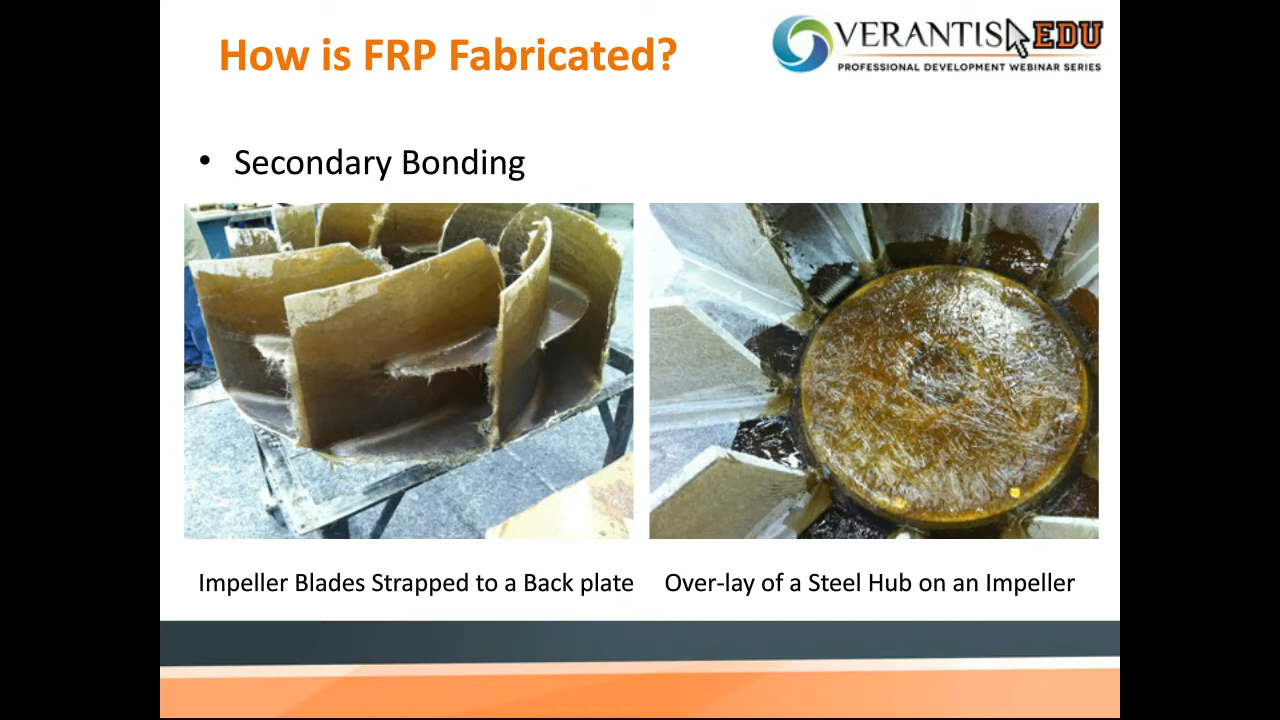 How is FRP Fabricated?
VERANTIS EDU
PROFESSIONAL DEVELOPMENT WEBINAR SERIES
• Secondary Bonding
Impeller Blades Strapped to a Back plate
Over-lay of a Steel Hub on an Impeller